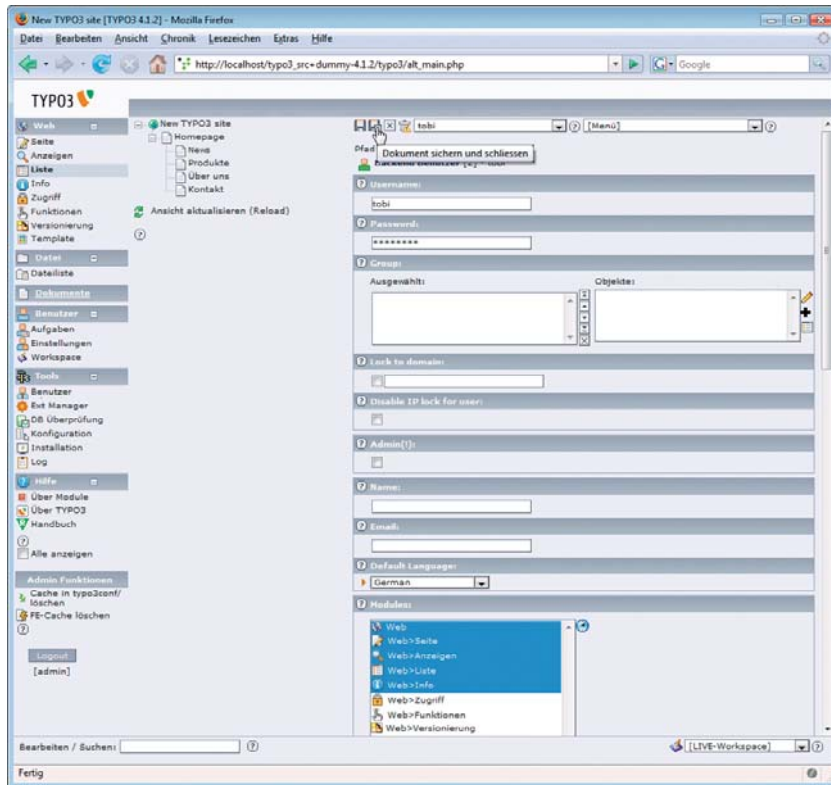 New TYPO3 site [TYPO3 4.1.2] - Mozilla Firefox
Datei Bearbeiten Ansicht Chronik Lesezeichen Extras Hilfe
http://localhost/typo3_src+dummy-4.1.2/typo3/alt_main.php
Google
TYPO3
Web
Seite
Anzeigen
Liste
Info
Zugriff
Funktionen
Versionierung
Template
Datei
Dateiliste
Dokumente
Benutzer
Aufgaben
Einstellungen
Workspace
Tools
Benutzer
Ext Manager
DB Überprüfung
Konfiguration
Installation
Log
Hilfe
Über Module
Über TYPO3
Handbuch
Alle anzeigen
Admin Funktionen
Cache in typo3conf/
löschen
FE-Cache löschen
Logout
[admin]
New TYPO3 site
Homepage
News
Produkte
Über uns
Kontakt
Ansicht aktualisieren (Reload)
tobi [Menü]
Pfad
Dokument sichern und schliessen
Backend Benutzer [2] - tobi
Username:
tobi
Password:
********
Group:
Ausgewählt: Objekte:
Lock to domain:
Disable IP lock for user:
Admin(!):
Name:
Email:
Default Language:
German
Modules:
Web
Web>Seite
Web>Anzeigen
Web>Liste
Web>Info
Web>Zugriff
Web>Funktionen
Web>Versionierung
Bearbeiten / Suchen: [LIVE-Workspace]
Fertig